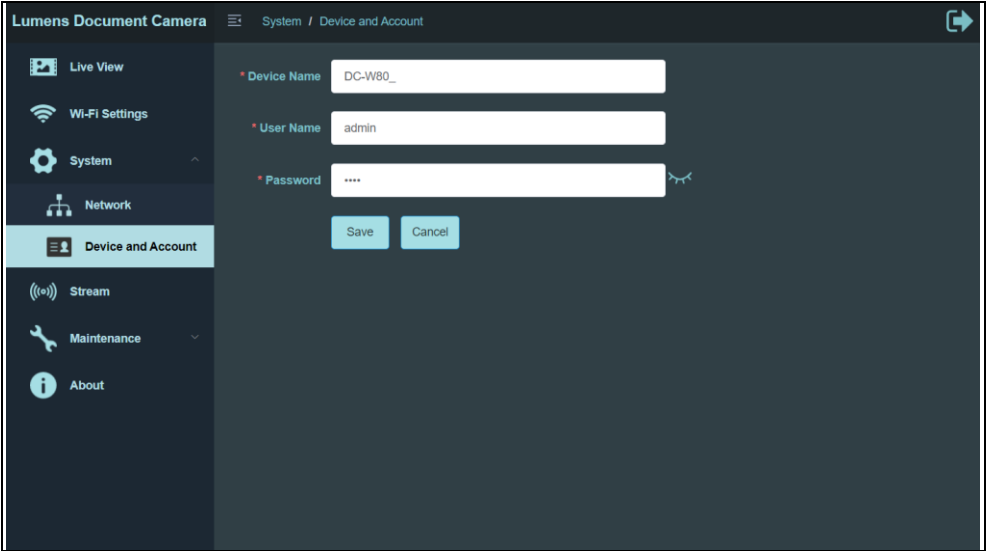 Lumens Document Camera
System / Device and Account
Live View
Wi-Fi Settings
System
Network
Device and Account
Stream
Maintenance
About
* Device Name DC-W80_
* User Name admin
* Password ····
Save Cancel